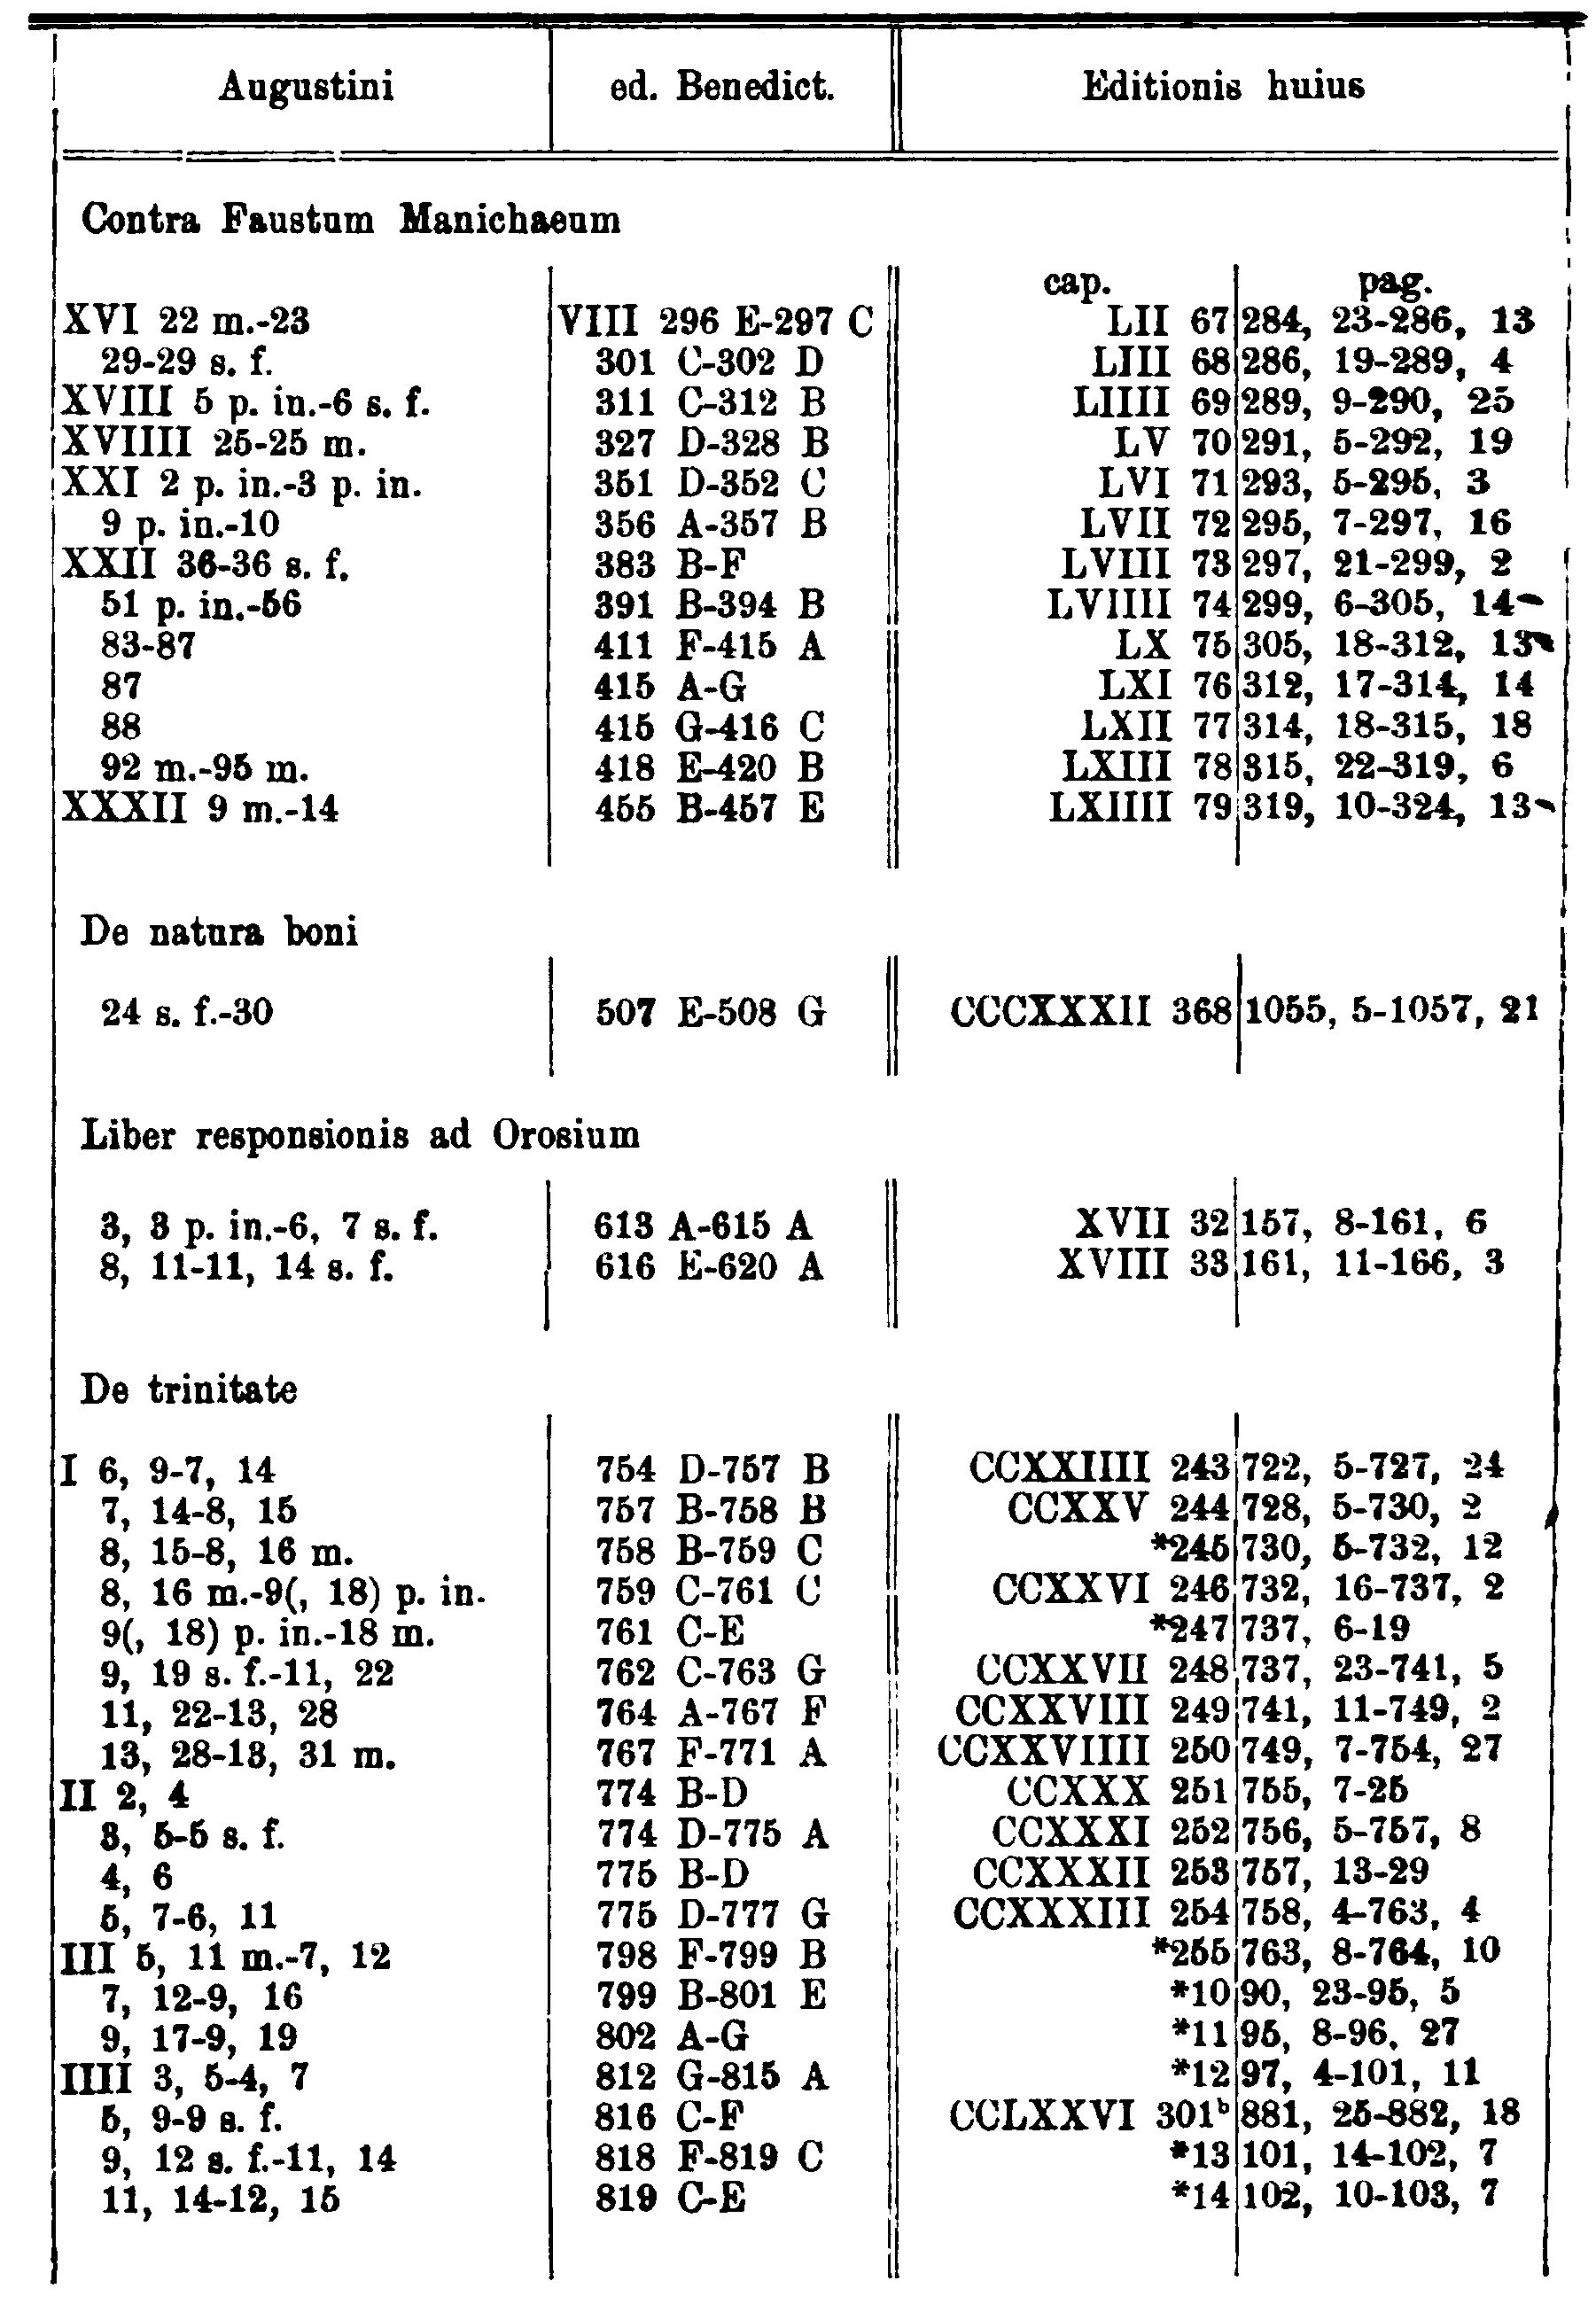 Augustini ed. Benedict. Editionis huius
Contra Faustum Manichaeum
cap. pag.
XVI 22 m.-23 VIII 296 E-297 C LII 67 284, 23-286, 13
29-29 s. f. 301 C-302 D LIII 68 286, 19-289, 4
XVIII 5 p. in.-6 s. f. 311 C-312 B LIIII 69 289, 9-290, 25
XVIIII 25-25 m. 327 D-328 B LV 70 291, 5-292, 19
XXI 2 p. in.-3 p. in. 351 D-352 C LVI 71 293, 5-295, 3
9 p. in.-10 356 A-357 B LVII 72 295, 7-297, 16
XXII 36-36 s. f. 383 B-F LVIII 73 297, 21-299, 2
51 p. in.-56 391 B-394 B LVIIII 74 299, 6-305, 14
83-87 411 F-415 A LX 75 305, 18-312, 13
87 415 A-G LXI 76 312, 17-314, 14
88 415 G-416 C LXII 77 314, 18-315, 18
92 m.-95 m. 418 E-420 B LXIII 78 315, 22-319, 6
XXXII 9 m.-14 455 B-457 E LXIIII 79 319, 10-324, 13
De natura boni
24 s. f.-30 507 E-508 G CCCXXXII 368 1055, 5-1057, 21
Liber responsionis ad Orosium
3, 3 p. in.-6, 7 s. f. 613 A-615 A XVII 32 157, 8-161, 6
8, 11-11, 14 s. f. 616 E-620 A XVIII 33 161, 11-166, 3
De trinitate
I 6, 9-7, 14 754 D-757 B CCXXIIII 243 722, 5-727, 24
7, 14-8, 15 757 B-758 B CCXXV 244 728, 5-730, 2
8, 15-8, 16 m. 758 B-759 C *245 730, 5-732, 12
8, 16 m.-9(, 18) p. in. 759 C-761 C CCXXVI 246 732, 16-737, 2
9(, 18) p. in.-18 m. 761 C-E *247 737, 6-19
9, 19 s. f.-11, 22 762 C-763 G CCXXVII 248 737, 23-741, 5
11, 22-13, 28 764 A-767 F CCXXVIII 249 741, 11-749, 2
13, 28-13, 31 m. 767 F-771 A CCXXVIIII 250 749, 7-754, 27
II 2, 4 774 B-D CCXXX 251 755, 7-25
3, 5-5 s. f. 774 D-775 A CCXXXI 252 756, 5-757, 8
4, 6 775 B-D CCXXXII 253 757, 13-29
5, 7-6, 11 775 D-777 G CCXXXIII 254 758, 4-763, 4
III 5, 11 m.-7, 12 798 F-799 B *255 763, 8-764, 10
7, 12-9, 16 799 B-801 E *10 90, 23-95, 5
9, 17-9, 19 802 A-G *11 95, 8-96, 27
IIII 3, 5-4, 7 812 G-815 A *12 97, 4-101, 11
5, 9-9 s. f. 816 C-F CCLXXVI 301ᵇ 881, 25-882, 18
9, 12 s. f.-11, 14 818 F-819 C *13 101, 14-102, 7
11, 14-12, 15 819 C-E *14 102, 10-103, 7